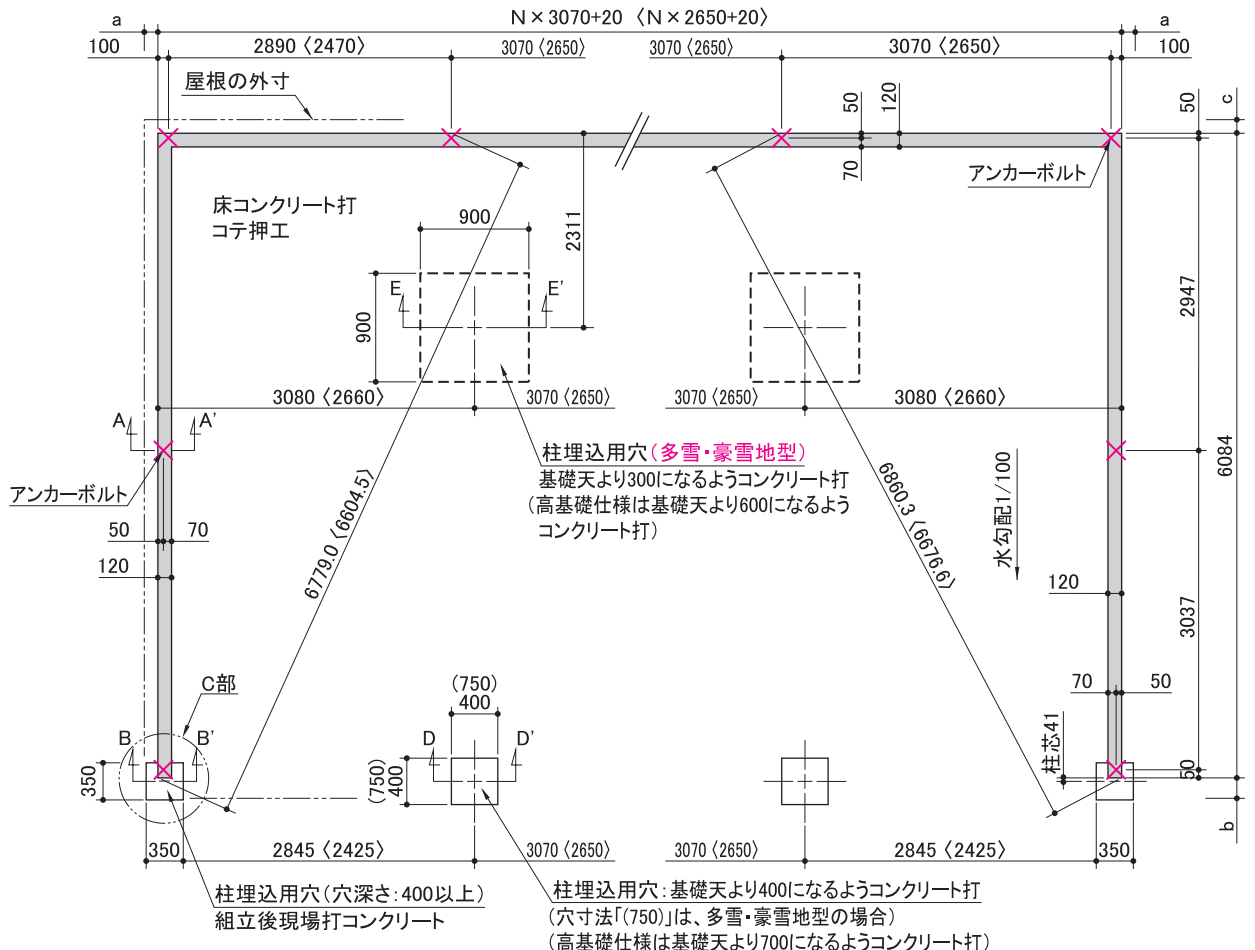 a
N×3070+20〈N×2650+20〉
a
100
2890〈2470〉
3070〈2650〉
3070〈2650〉
3070〈2650〉
100
屋根の外寸
50
120
50
c
70
アンカーボルト
床コンクリート打
コテ押エ
900
2311
2947
E
E'
900
3080〈2660〉
3070〈2650〉
3070〈2650〉
3080〈2660〉
A
A'
6084
柱埋込用穴(多雪・豪雪地型)
基礎天より300になるようコンクリート打
(高基礎仕様は基礎天より600になるよう
コンクリート打)
アンカーボルト
50
70
120
6779.0〈6604.5〉
6860.3〈6676.6〉
水勾配1/100
120
3037
C部
(750)
400
70
50
B
B'
D
D'
柱芯41
350
(750)
400
50
b
350
2845〈2425〉
3070〈2650〉
3070〈2650〉
2845〈2425〉
350
柱埋込用穴(穴深さ:400以上)
組立後現場打コンクリート
柱埋込用穴:基礎天より400になるようコンクリート打
(穴寸法「(750)」は、多雪・豪雪地型の場合)
(高基礎仕様は基礎天より700になるようコンクリート打)